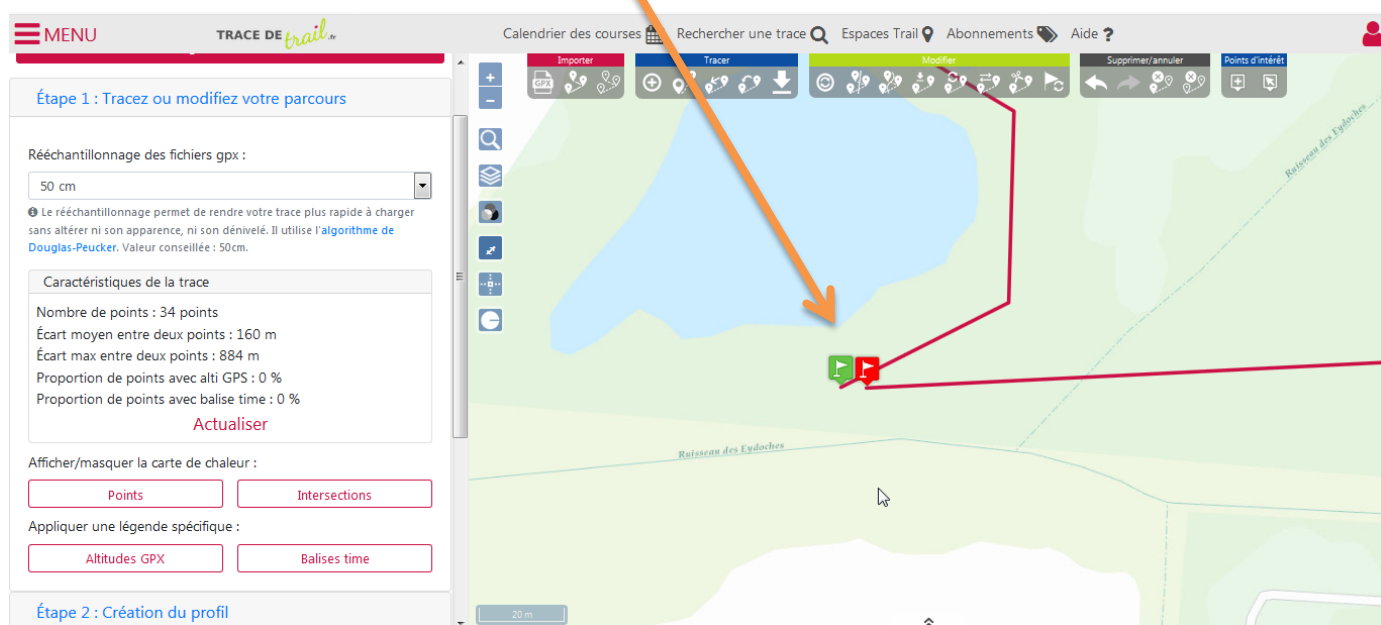 MENU
TRACE DE trail.fr
Calendrier des courses
Rechercher une trace
Espaces Trail
Abonnements
Aide ?
Étape 1 : Tracez ou modifiez votre parcours
Rééchantillonnage des fichiers gpx :
50 cm
Le rééchantillonnage permet de rendre votre trace plus rapide à charger
sans altérer ni son apparence, ni son dénivelé. Il utilise l'algorithme de
Douglas-Peucker. Valeur conseillée : 50cm.
Caractéristiques de la trace
Nombre de points : 34 points
Écart moyen entre deux points : 160 m
Écart max entre deux points : 884 m
Proportion de points avec alti GPS : 0 %
Proportion de points avec balise time : 0 %
Actualiser
Afficher/masquer la carte de chaleur :
Points
Intersections
Appliquer une légende spécifique :
Altitudes GPX
Balises time
Étape 2 : Création du profil
Importer
Tracer
Modifier
Supprimer/annuler
Points d'intérêt
GPX
+
−
Ruisseau des Eydoches
Ruisseau des Eydoches
20 m